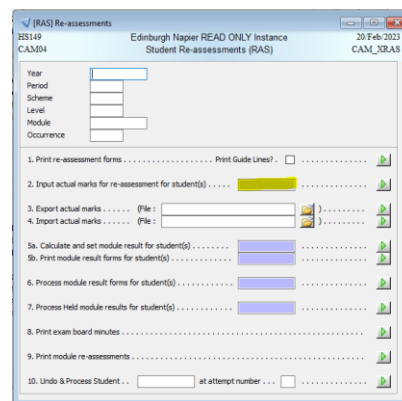 [RAS] Re-assessments
HS149 Edinburgh Napier READ ONLY Instance 20/Feb/2023
CAM04 Student Re-assessments (RAS) CAM_XRAS
Year
Period
Scheme
Level
Module
Occurrence
1. Print re-assessment forms . . . . . . . . . . . . . . . . Print Guide Lines? . . . . . . . . . . . . . . .
2. Input actual marks for re-assessment for student(s) . . . . . . . . . . . . . . . . . . .
3. Export actual marks . . . . . . (File : ) . . . . . . . .
4. Import actual marks . . . . . . (File : ) . . . . . . . .
5a. Calculate and set module result for student(s) . . . . . . . . . . . . . . . . . . . . .
5b. Print module result forms for student(s) . . . . . . . . . . . . . . . . . . . . . . . .
6. Process module result forms for student(s) . . . . . . . . . . . . . . . . . . . . . . .
7. Process Held module results for student(s) . . . . . . . . . . . . . . . . . . . . . . .
8. Print exam board minutes . . . . . . . . . . . . . . . . . . . . . . . . . . . . . . . . . . . . . . . .
9. Print module re-assessments . . . . . . . . . . . . . . . . . . . . . . . . . . . . . . . . . . . . . .
10. Undo & Process Student . . at attempt number . . . . . . . . . . . . . . . . .